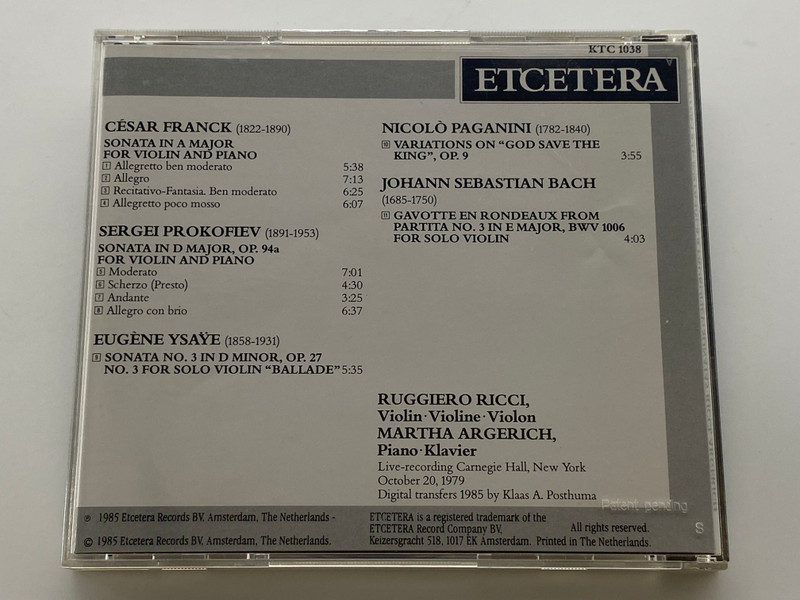 KTC 1038
ETCETERA
CÉSAR FRANCK (1822-1890)
SONATA IN A MAJOR
FOR VIOLIN AND PIANO
1 Allegretto ben moderato 5:38
2 Allegro 7:13
3 Recitativo-Fantasia. Ben moderato 6:25
4 Allegretto poco mosso 6:07
SERGEI PROKOFIEV (1891-1953)
SONATA IN D MAJOR, OP. 94a
FOR VIOLIN AND PIANO
5 Moderato 7:01
6 Scherzo (Presto) 4:30
7 Andante 3:25
8 Allegro con brio 6:37
EUGÈNE YSAŸE (1858-1931)
9 SONATA NO. 3 IN D MINOR, OP. 27
NO. 3 FOR SOLO VIOLIN “BALLADE” 5:35
NICOLÒ PAGANINI (1782-1840)
10 VARIATIONS ON “GOD SAVE THE
KING”, OP. 9 3:55
JOHANN SEBASTIAN BACH
(1685-1750)
11 GAVOTTE EN RONDEAUX FROM
PARTITA NO. 3 IN E MAJOR, BWV 1006
FOR SOLO VIOLIN 4:03
RUGGIERO RICCI,
Violin·Violine·Violon
MARTHA ARGERICH,
Piano·Klavier
Live-recording Carnegie Hall, New York
October 20, 1979
Digital transfers 1985 by Klaas A. Posthuma
Patent pending
S
℗ 1985 Etcetera Records BV. Amsterdam, The Netherlands -
© 1985 Etcetera Records BV. Amsterdam, The Netherlands.
ETCETERA is a registered trademark of the
ETCETERA Record Company BV,
Keizersgracht 518, 1017 EK Amsterdam.
All rights reserved.
Printed in The Netherlands.